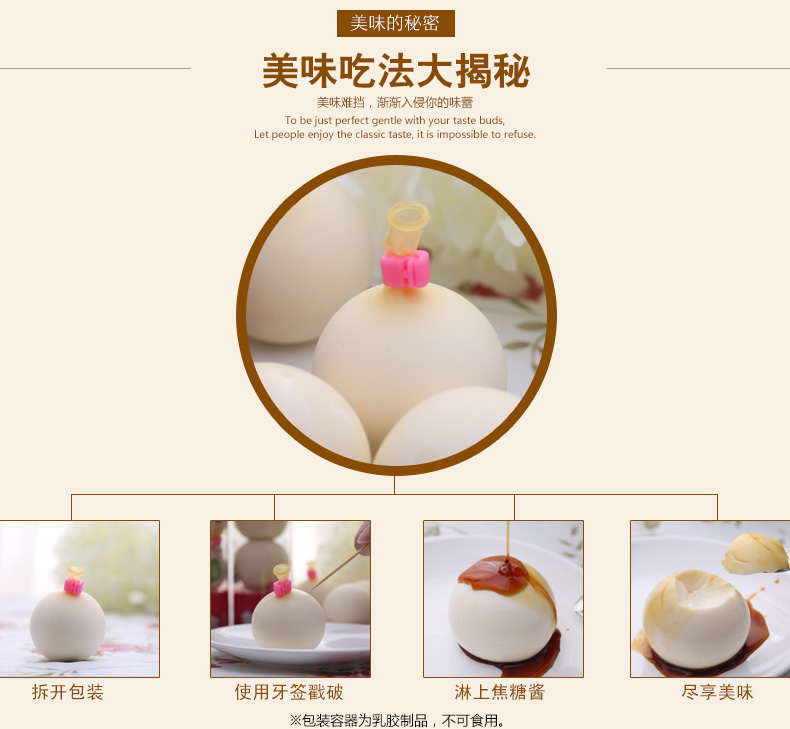 美味的秘密
美味吃法大揭秘
美味难挡，渐渐入侵你的味蕾
To be just perfect gentle with your taste buds,
Let people enjoy the classic taste, it is impossible to refuse.
拆开包装
使用牙签戳破
淋上焦糖酱
尽享美味
※包装容器为乳胶制品，不可食用。